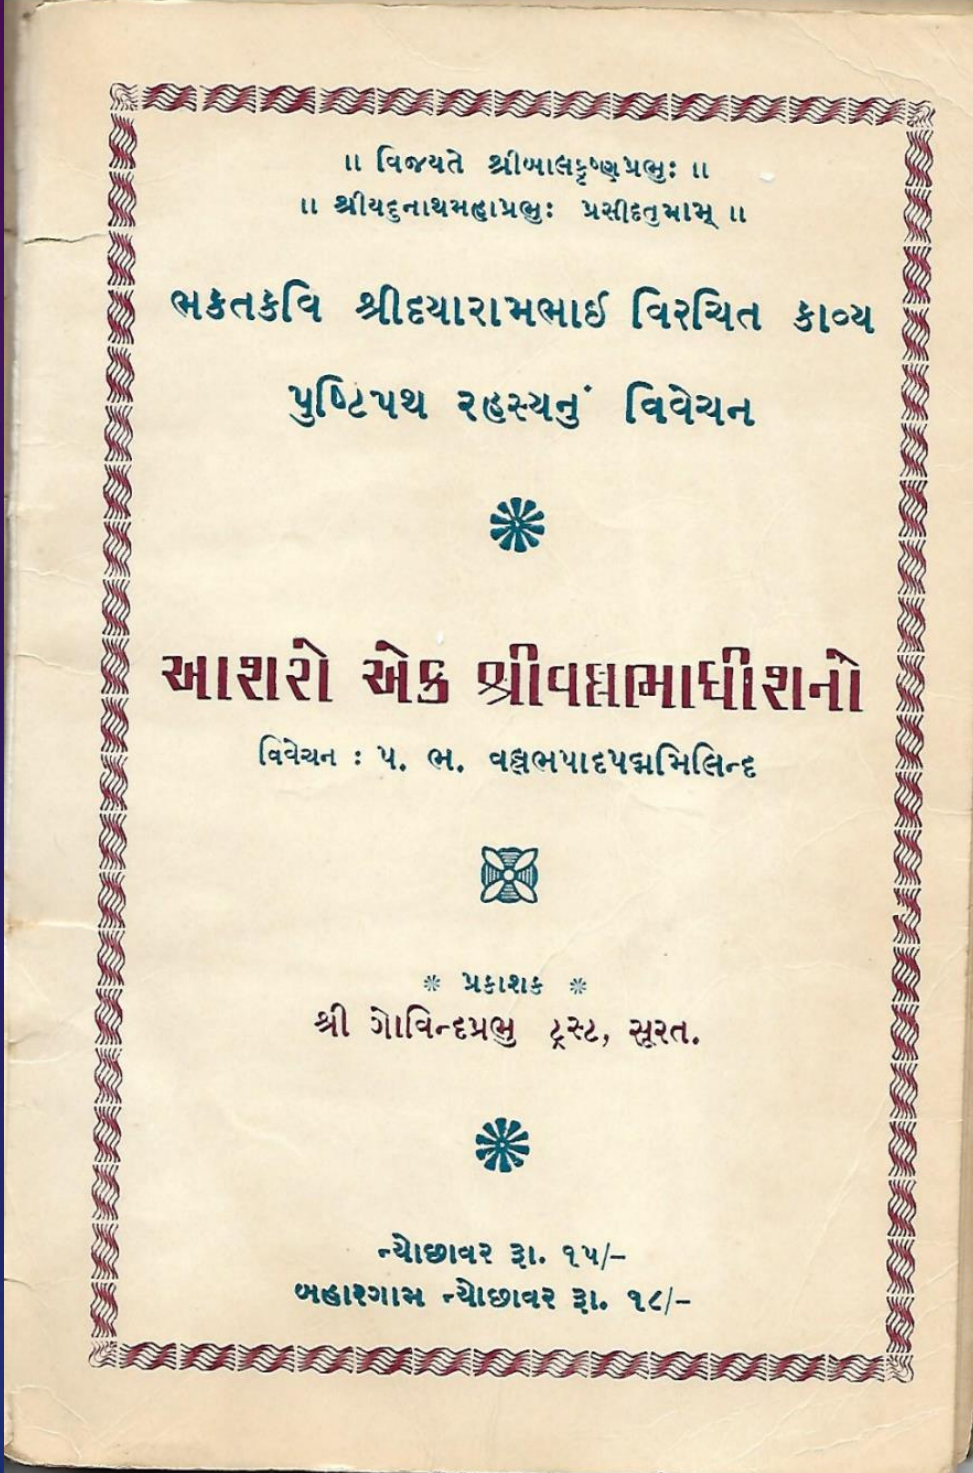 ॥ વિજયતે શ્રીબાલકૃષ્ણપ્રભુઃ ॥
॥ શ્રીયદુનાથમહાપ્રભુઃ પ્રસીદતુમામ્ ॥
ભકતકવિ શ્રીદયારામભાઈ વિરચિત કાવ્ય
પુષ્ટિપથ રહસ્યનું વિવેચન
આશરો એક શ્રીવલ્લભાધીશનો
વિવેચન : પ. ભ. વલ્લભપાદપદ્મમિલિન્દ
* પ્રકાશક *
શ્રી ગોવિન્દપ્રભુ ટ્રસ્ટ, સૂરત.
ન્યોછાવર રૂા. ૧૫/–
બહારગામ ન્યોછાવર રૂા. ૧૮/–